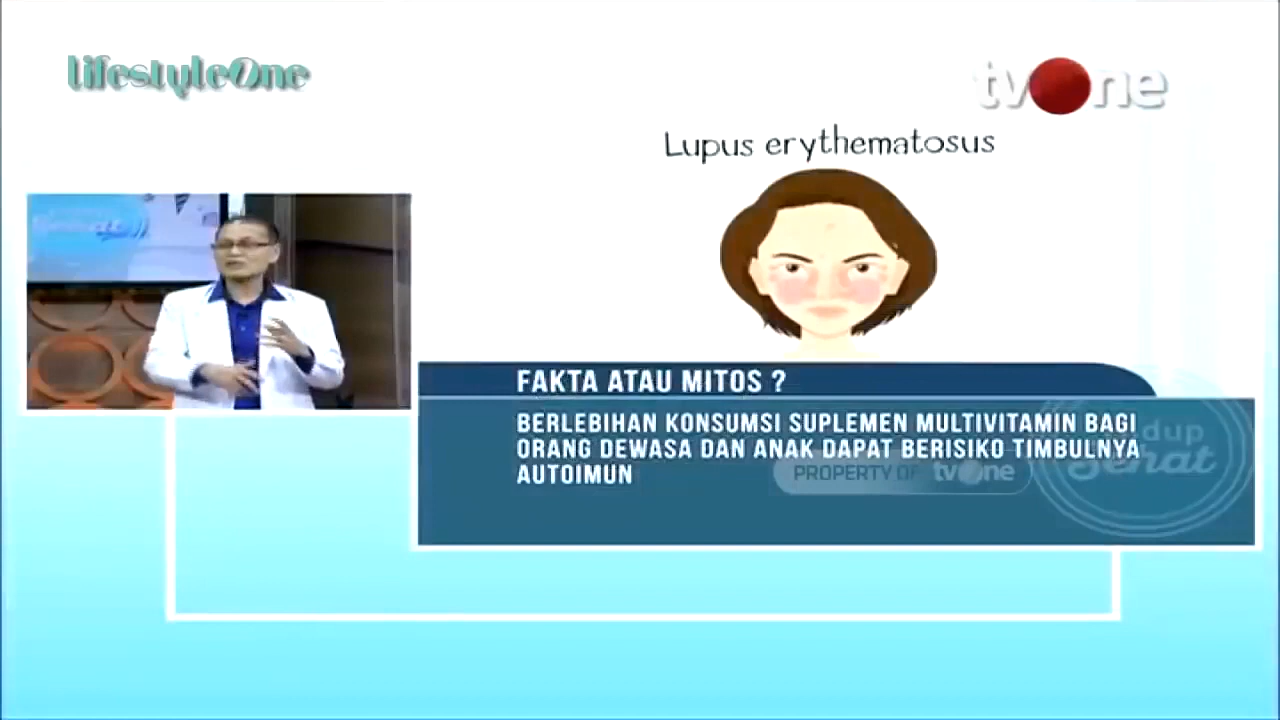 lifestyleOne
tvOne
Lupus erythematosus
FAKTA ATAU MITOS ?
BERLEBIHAN KONSUMSI SUPLEMEN MULTIVITAMIN BAGI
ORANG DEWASA DAN ANAK DAPAT BERISIKO TIMBULNYA
AUTOIMUN
PROPERTY OF tvOne
Sehat